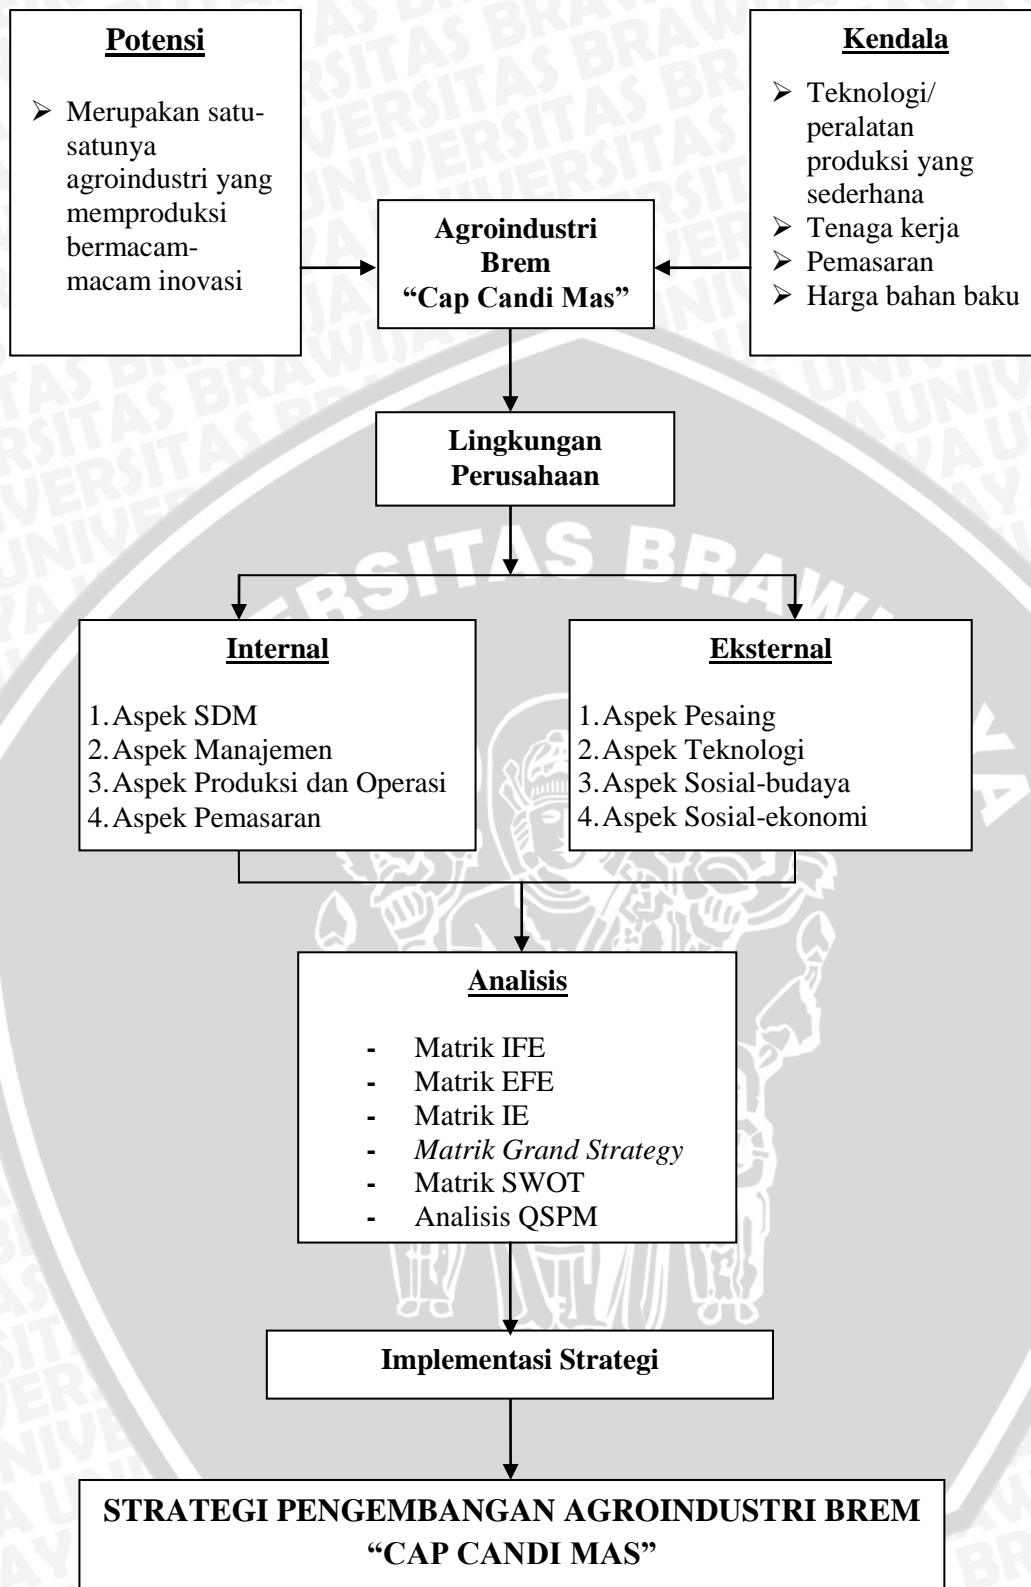 Potensi
➢ Merupakan satu-
satunya
agroindustri yang
memproduksi
bermacam-
macam inovasi
Kendala
➢ Teknologi/
peralatan
produksi yang
sederhana
➢ Tenaga kerja
➢ Pemasaran
➢ Harga bahan baku
Agroindustri
Brem
“Cap Candi Mas”
Lingkungan
Perusahaan
Internal
1. Aspek SDM
2. Aspek Manajemen
3. Aspek Produksi dan Operasi
4. Aspek Pemasaran
Eksternal
1. Aspek Pesaing
2. Aspek Teknologi
3. Aspek Sosial-budaya
4. Aspek Sosial-ekonomi
Analisis
- Matrik IFE
- Matrik EFE
- Matrik IE
- Matrik Grand Strategy
- Matrik SWOT
- Analisis QSPM
Implementasi Strategi
STRATEGI PENGEMBANGAN AGROINDUSTRI BREM
“CAP CANDI MAS”